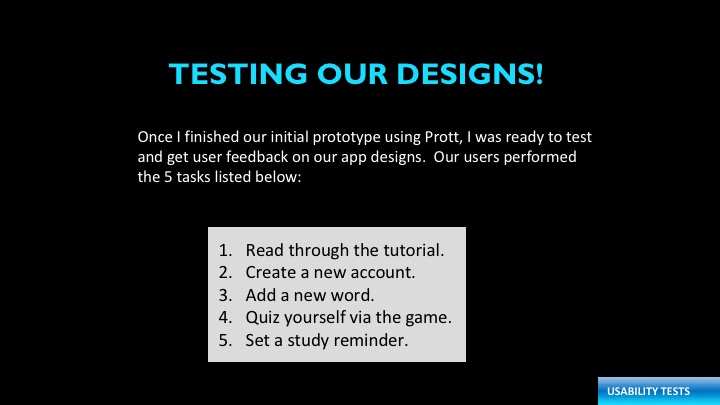 TESTING OUR DESIGNS!
Once I finished our initial prototype using Prott, I was ready to test
and get user feedback on our app designs.  Our users performed
the 5 tasks listed below:
1. Read through the tutorial.
2. Create a new account.
3. Add a new word.
4. Quiz yourself via the game.
5. Set a study reminder.
USABILITY TESTS